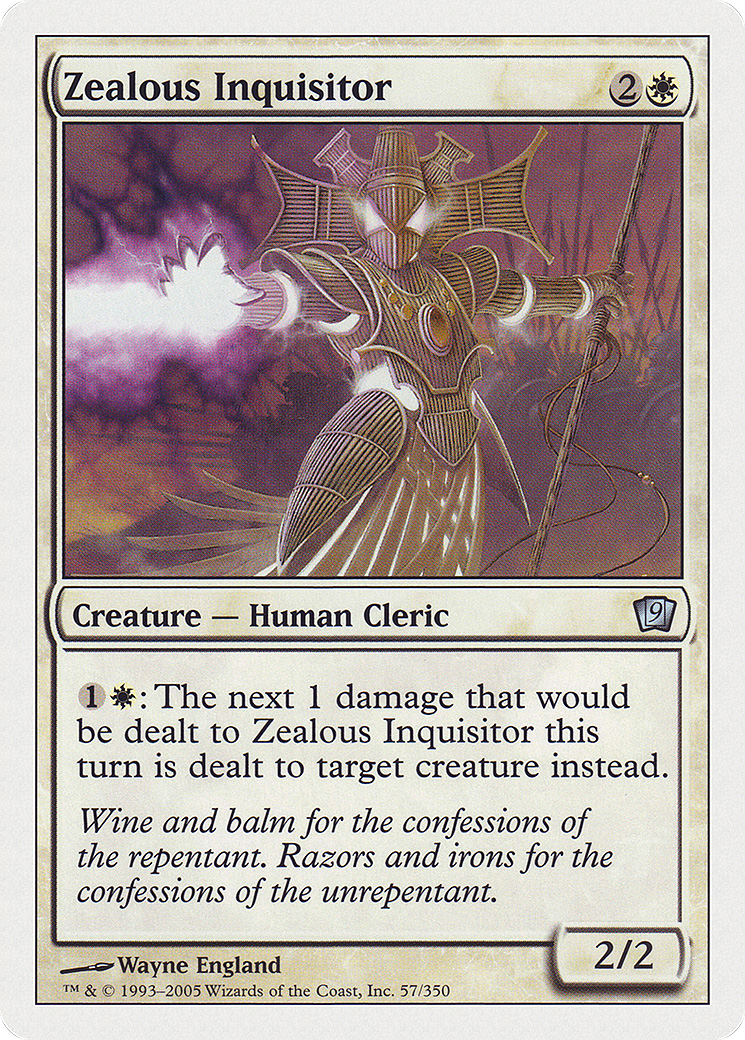 Zealous Inquisitor
2
Creature — Human Cleric
9
1 : The next 1 damage that would
be dealt to Zealous Inquisitor this
turn is dealt to target creature instead.
Wine and balm for the confessions of
the repentant. Razors and irons for the
confessions of the unrepentant.
2/2
Wayne England
™ & © 1993–2005 Wizards of the Coast, Inc. 57/350